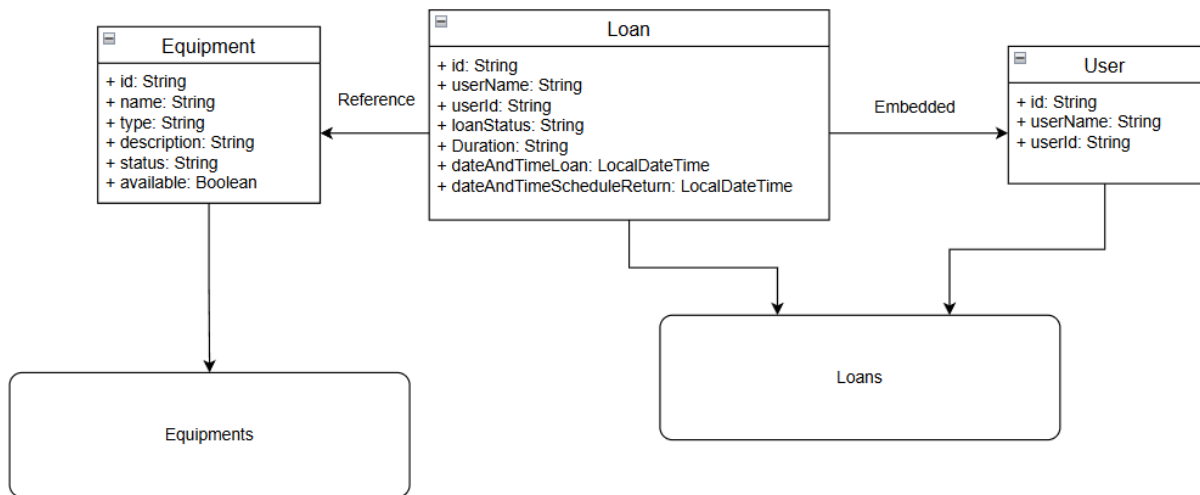 Equipment
+ id: String
+ name: String
+ type: String
+ description: String
+ status: String
+ available: Boolean
Reference
Loan
+ id: String
+ userName: String
+ userId: String
+ loanStatus: String
+ Duration: String
+ dateAndTimeLoan: LocalDateTime
+ dateAndTimeScheduleReturn: LocalDateTime
Embedded
User
+ id: String
+ userName: String
+ userId: String
Equipments
Loans